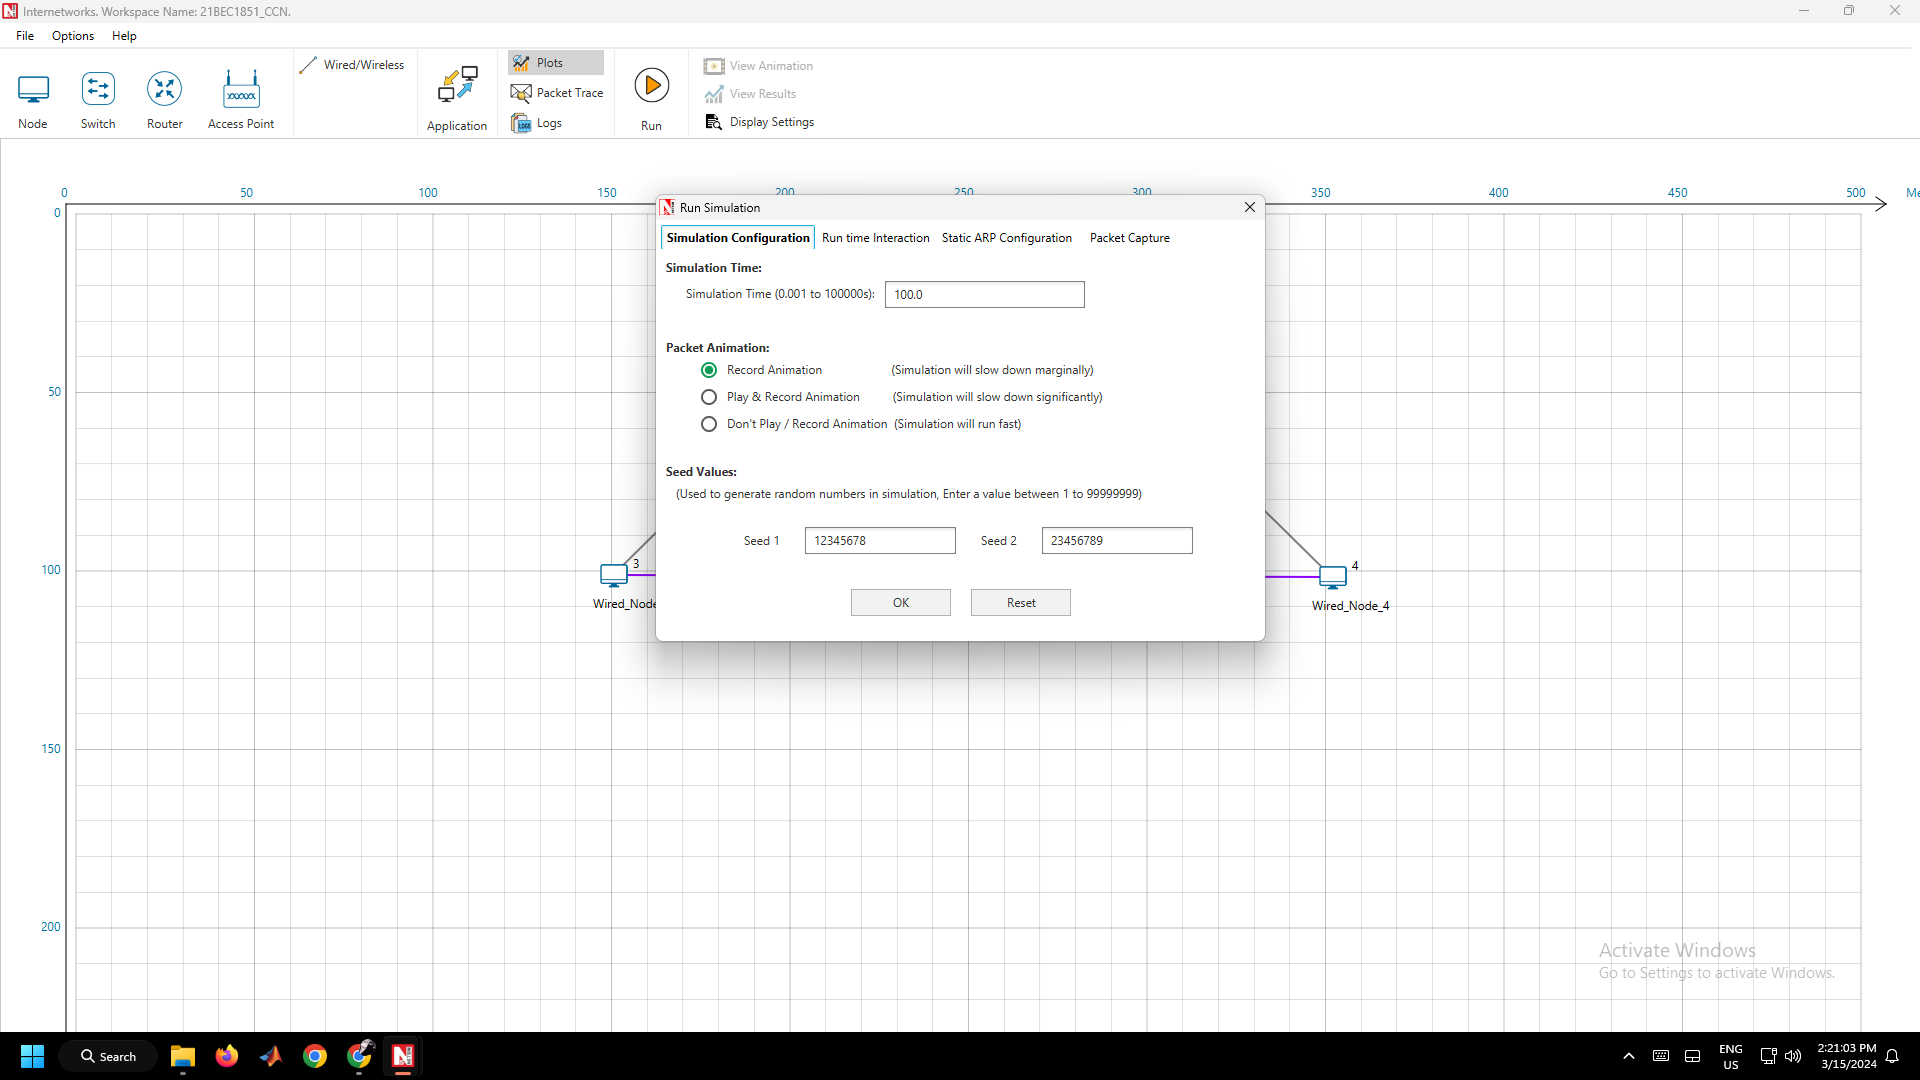 Internetworks. Workspace Name: 21BEC1851_CCN.
File Options Help
Node
Switch
Router
Access Point
Wired/Wireless
Application
Plots
Packet Trace
Logs
Run
View Animation
View Results
Display Settings
0 50 100 150 200 250 300 350 400 450 500
0
50
100
150
200
Run Simulation
Simulation Configuration Run time Interaction Static ARP Configuration Packet Capture
Simulation Time:
Simulation Time (0.001 to 100000s): 100.0
Packet Animation:
Record Animation (Simulation will slow down marginally)
Play & Record Animation (Simulation will slow down significantly)
Don't Play / Record Animation (Simulation will run fast)
Seed Values:
(Used to generate random numbers in simulation, Enter a value between 1 to 99999999)
Seed 1 12345678 Seed 2 23456789
OK Reset
3
Wired_Node
4
Wired_Node_4
Activate Windows
Go to Settings to activate Windows.
Search
ENG
US
2:21:03 PM
3/15/2024